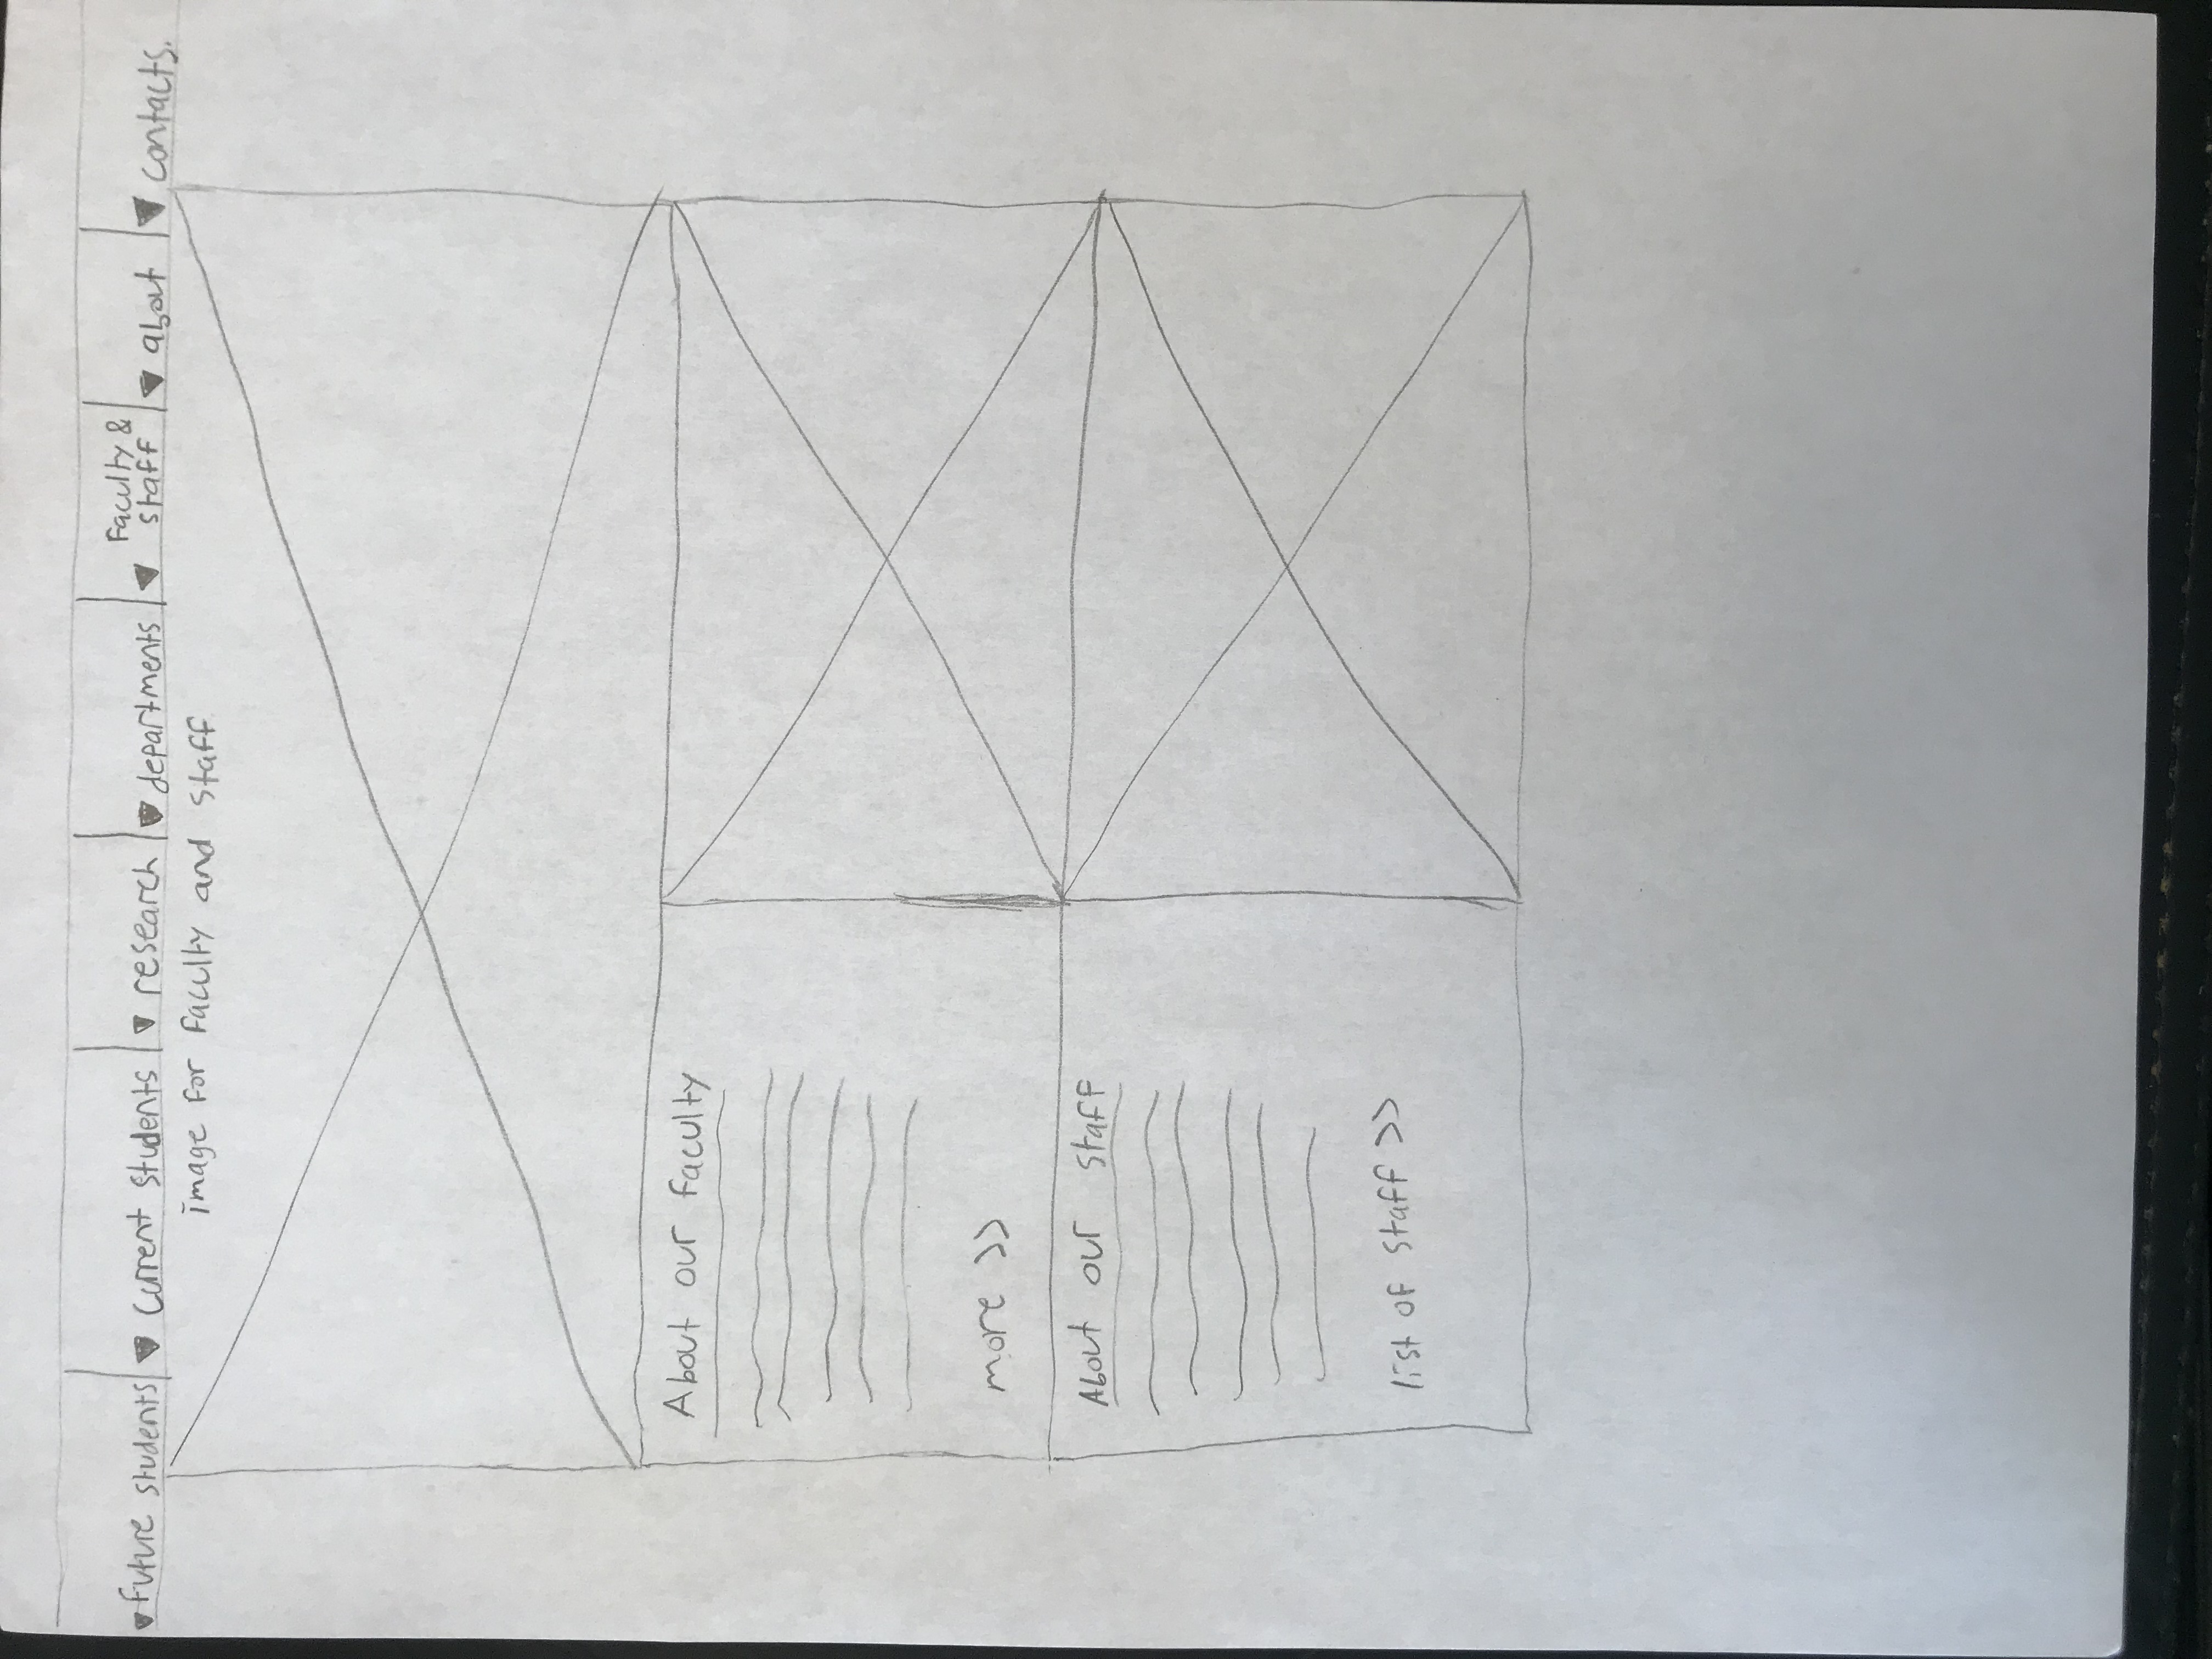 Future students current students research departments Faculty & staff about contacts.
image for faculty and staff
About our faculty
more >>
About our staff
list of staff >>